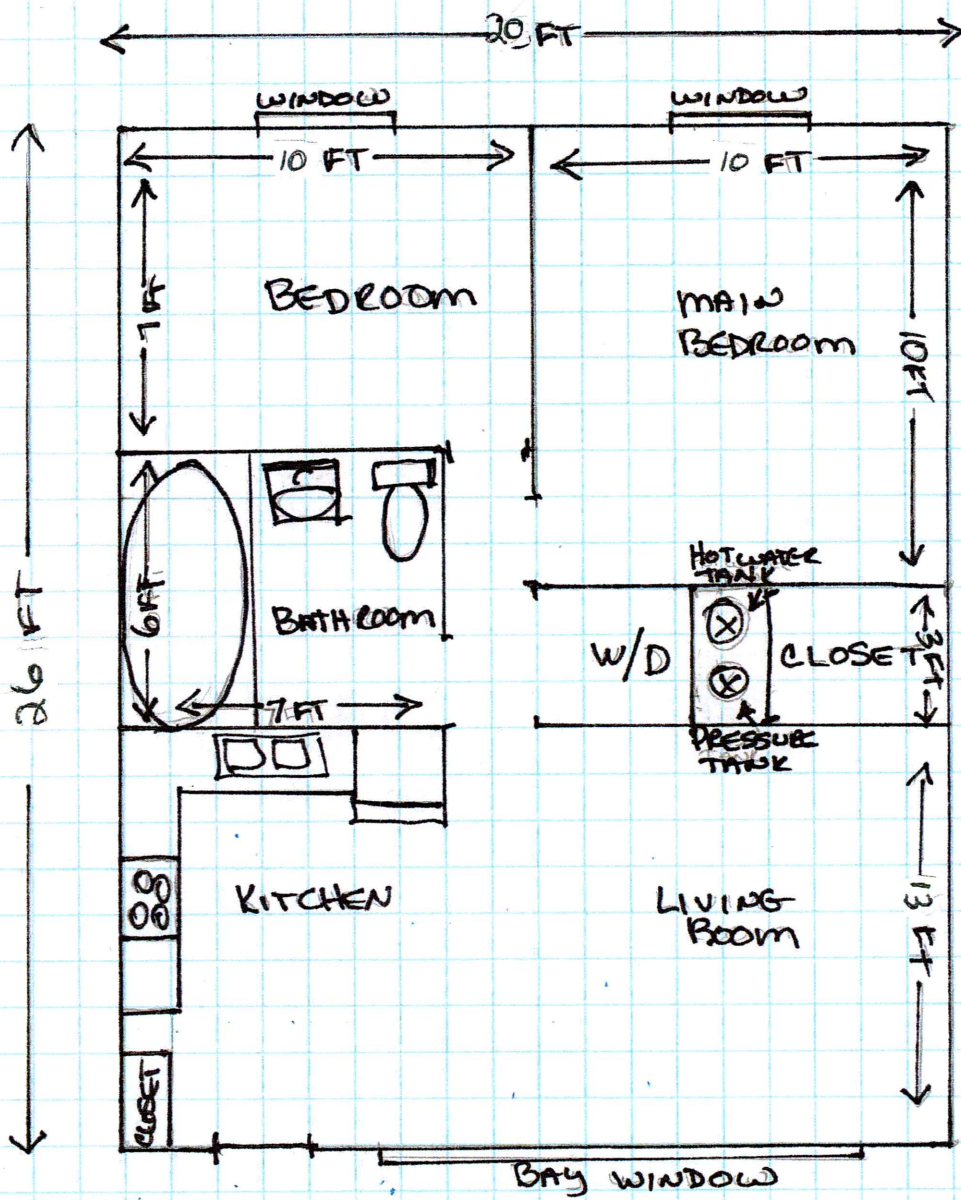 20 FT
WINDOW
WINDOW
10 FT
10 FT
7 FT
BEDROOM
MAIN
BEDROOM
10 FT
26 FT
6 FT
BATHROOM
7 FT
HOT WATER
TANK
W/D
CLOSET
3 FT
PRESSURE
TANK
KITCHEN
LIVING
ROOM
13 FT
CLOSET
BAY WINDOW